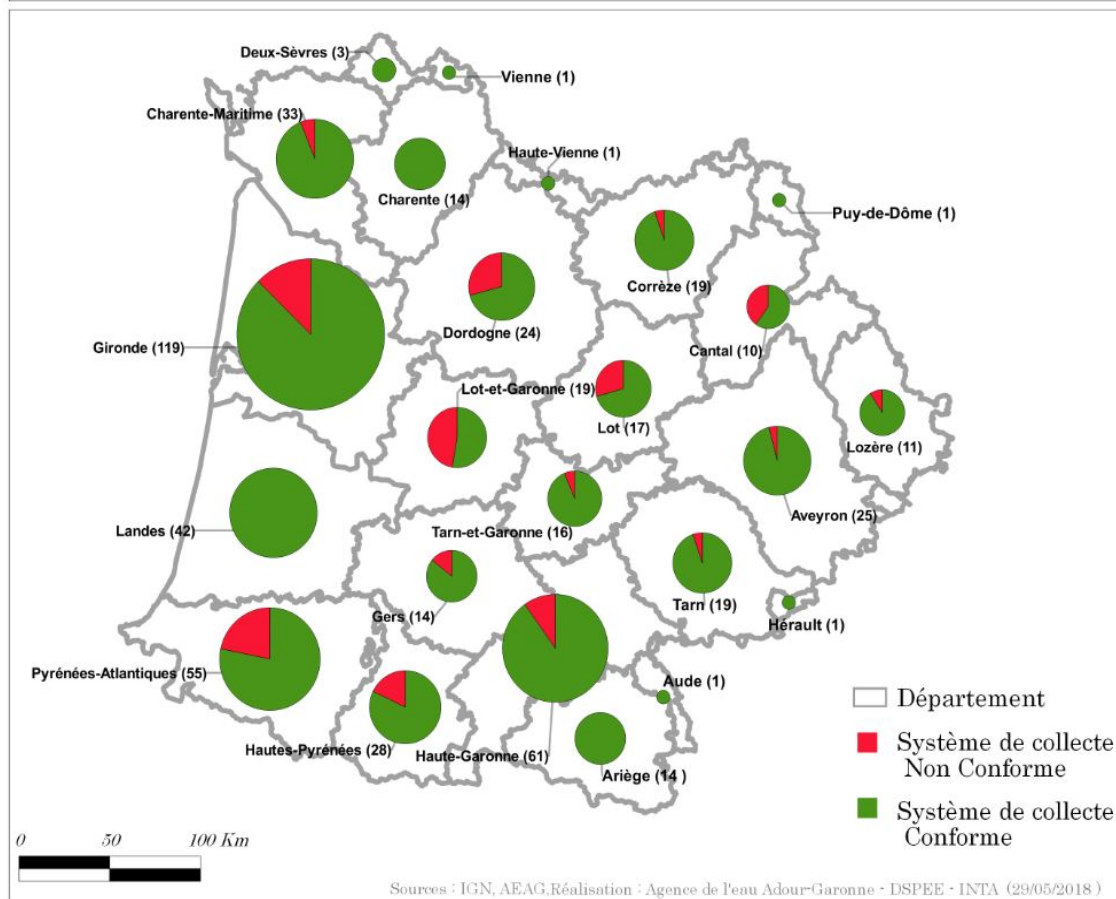 Deux-Sèvres (3)
Vienne (1)
Charente-Maritime (33)
Haute-Vienne (1)
Charente (14)
Puy-de-Dôme (1)
Corrèze (19)
Dordogne (24)
Gironde (119)
Cantal (10)
Lot-et-Garonne (19)
Lot (17)
Lozère (11)
Aveyron (25)
Landes (42)
Tarn-et-Garonne (16)
Tarn (19)
Gers (14)
Hérault (1)
Pyrénées-Atlantiques (55)
Aude (1)
Hautes-Pyrénées (28)
Haute-Garonne (61)
Ariège (14 )
Département
Système de collecte
Non Conforme
Système de collecte
Conforme
0 50 100 Km
Sources : IGN, AEAG,Réalisation : Agence de l'eau Adour-Garonne - DSPEE - INTA (29/05/2018 )